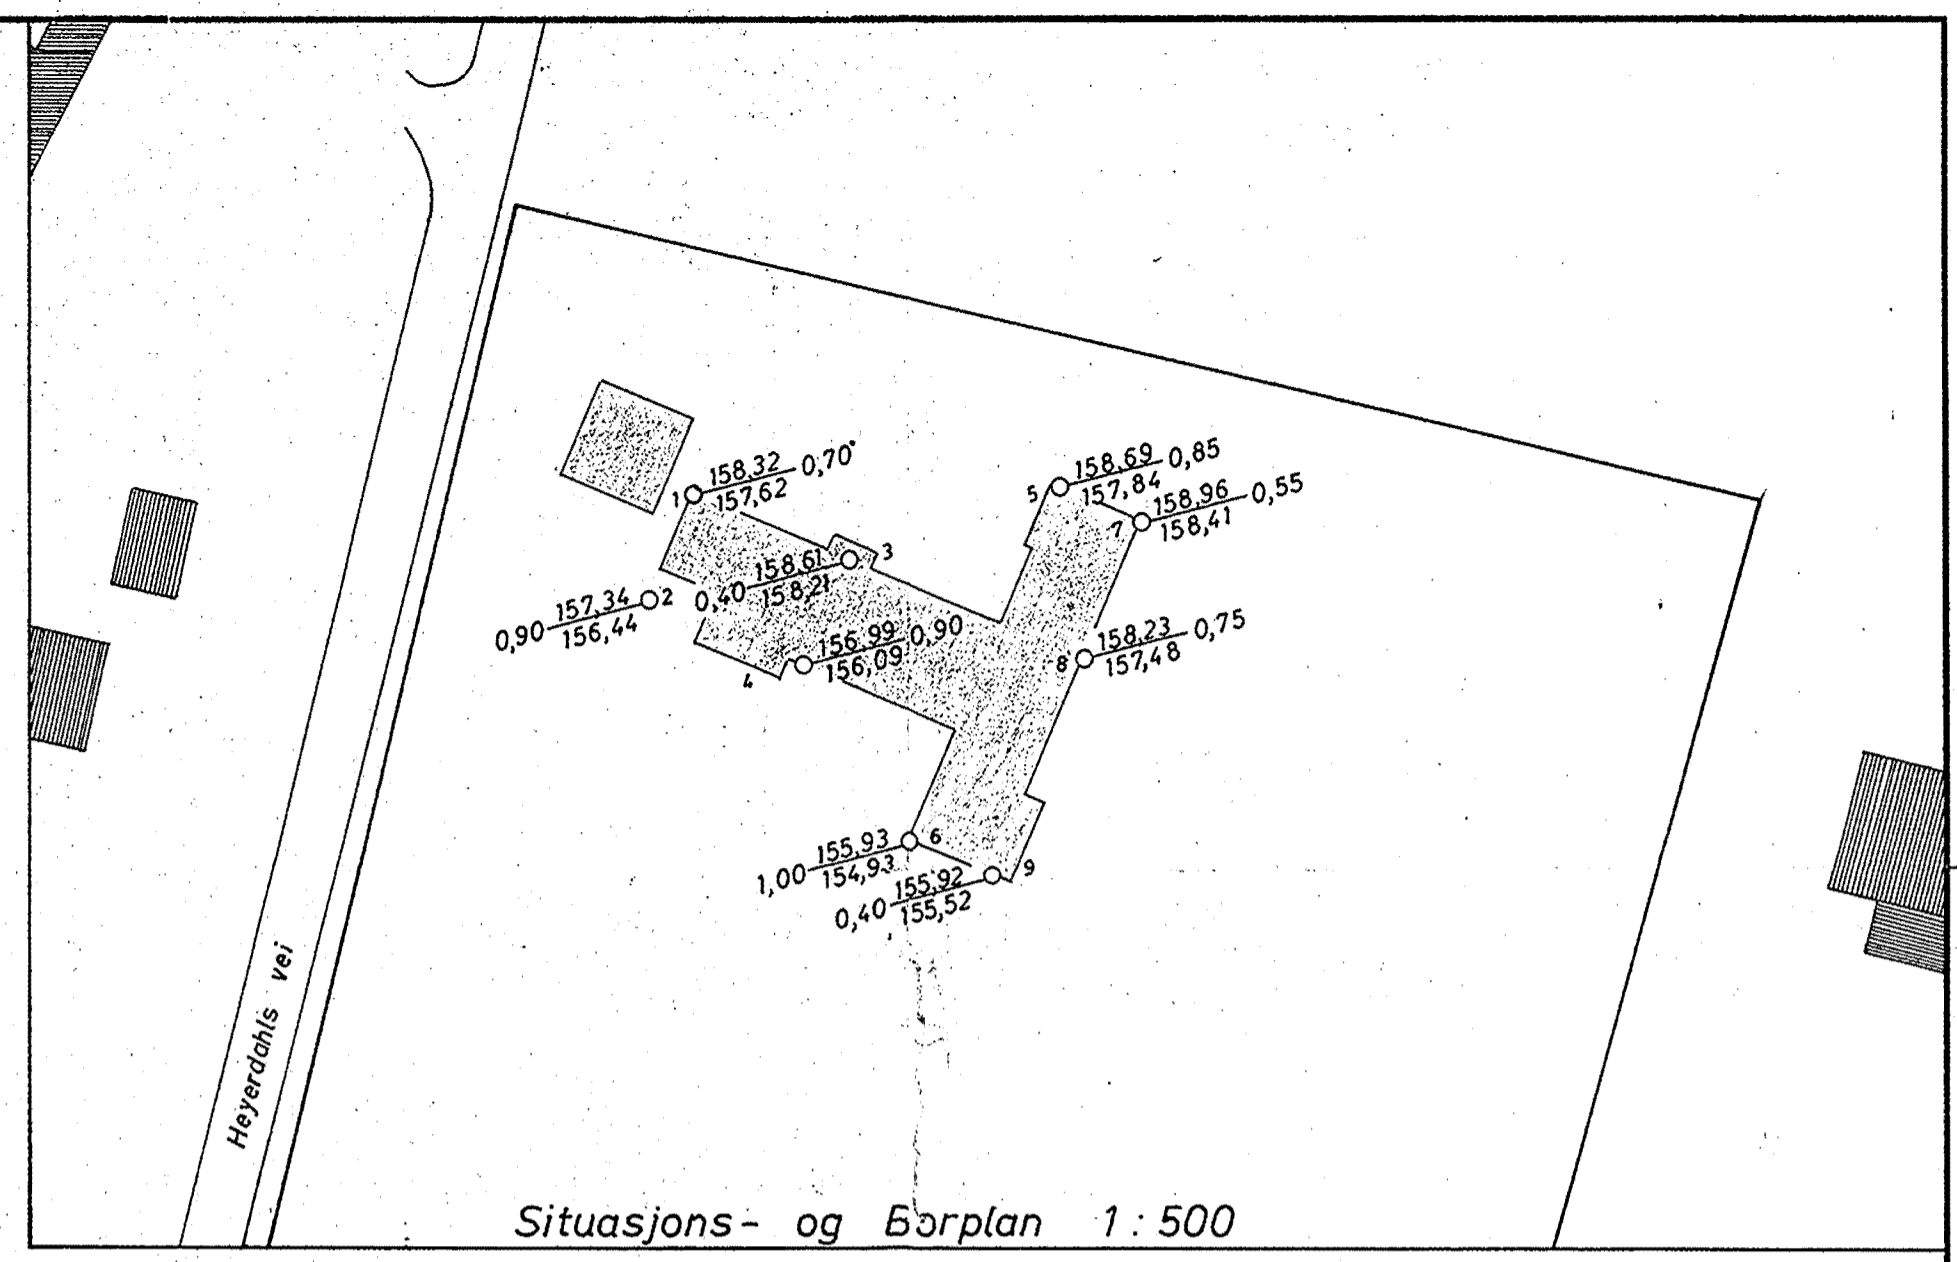 1 158,32 0,70
157,62
5 158,69 0,85
157,84
7 158,96 0,55
158,41
3 158,61 0,40
158,21
2 157,34 0,90
156,44
4 156,99 0,90
156,09
8 158,23 0,75
157,48
6 155,93 1,00
154,93
9 155,92 0,40
155,52
Heyerdahls vei
Situasjons- og Borplan 1:500